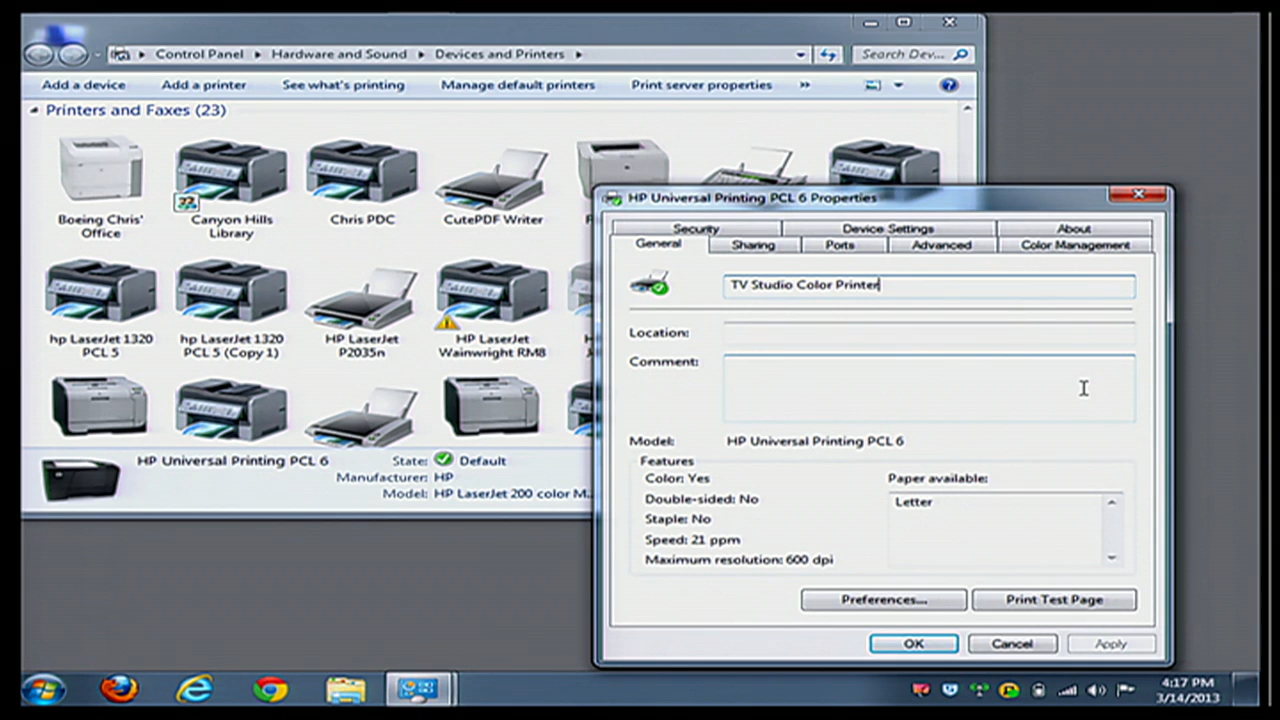 Control Panel
Hardware and Sound
Devices and Printers
Search Dev...
Add a device
Add a printer
See what's printing
Manage default printers
Print server properties
»
Printers and Faxes (23)
Boeing Chris'
Office
Canyon Hills
Library
Chris PDC
CutePDF Writer
hp LaserJet 1320
PCL 5
hp LaserJet 1320
PCL 5 (Copy 1)
HP LaserJet
P2035n
HP LaserJet
Wainwright RM8
HP Universal Printing PCL 6
State:
Default
Manufacturer: HP
Model: HP LaserJet 200 color M...
HP Universal Printing PCL 6 Properties
Security
Device Settings
About
General
Sharing
Ports
Advanced
Color Management
TV Studio Color Printer
Location:
Comment:
Model:
HP Universal Printing PCL 6
Features
Color: Yes
Double-sided: No
Staple: No
Speed: 21 ppm
Maximum resolution: 600 dpi
Paper available:
Letter
Preferences...
Print Test Page
OK
Cancel
Apply
4:17 PM
3/14/2013